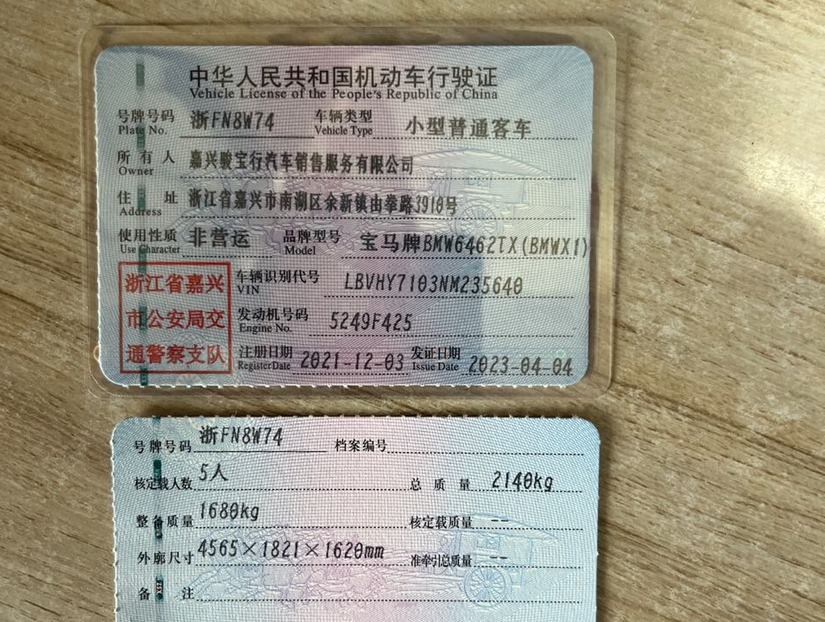 中华人民共和国机动车行驶证
Vehicle License of the People's Republic of China
号牌号码 浙FN8W74 车辆类型 小型普通客车
Plate No. Vehicle Type
所有人 嘉兴骏宝行汽车销售服务有限公司
Owner
住址 浙江省嘉兴市南湖区余新镇由拳路3910号
Address
使用性质 非营运 品牌型号 宝马牌BMW6462TX(BMWX1)
Use Character Model
浙江省嘉兴
市公安局交
通警察支队
车辆识别代号 LBVHY7103NM235640
VIN
发动机号码 5249F425
Engine No.
注册日期 2021-12-03 发证日期 2023-04-04
Register Date Issue Date
号牌号码 浙FN8W74 档案编号
核定载人数 5人 总质量 2140kg
整备质量 1680kg 核定载质量 --
外廓尺寸 4565×1821×1620mm 准牵引总质量 --
备注